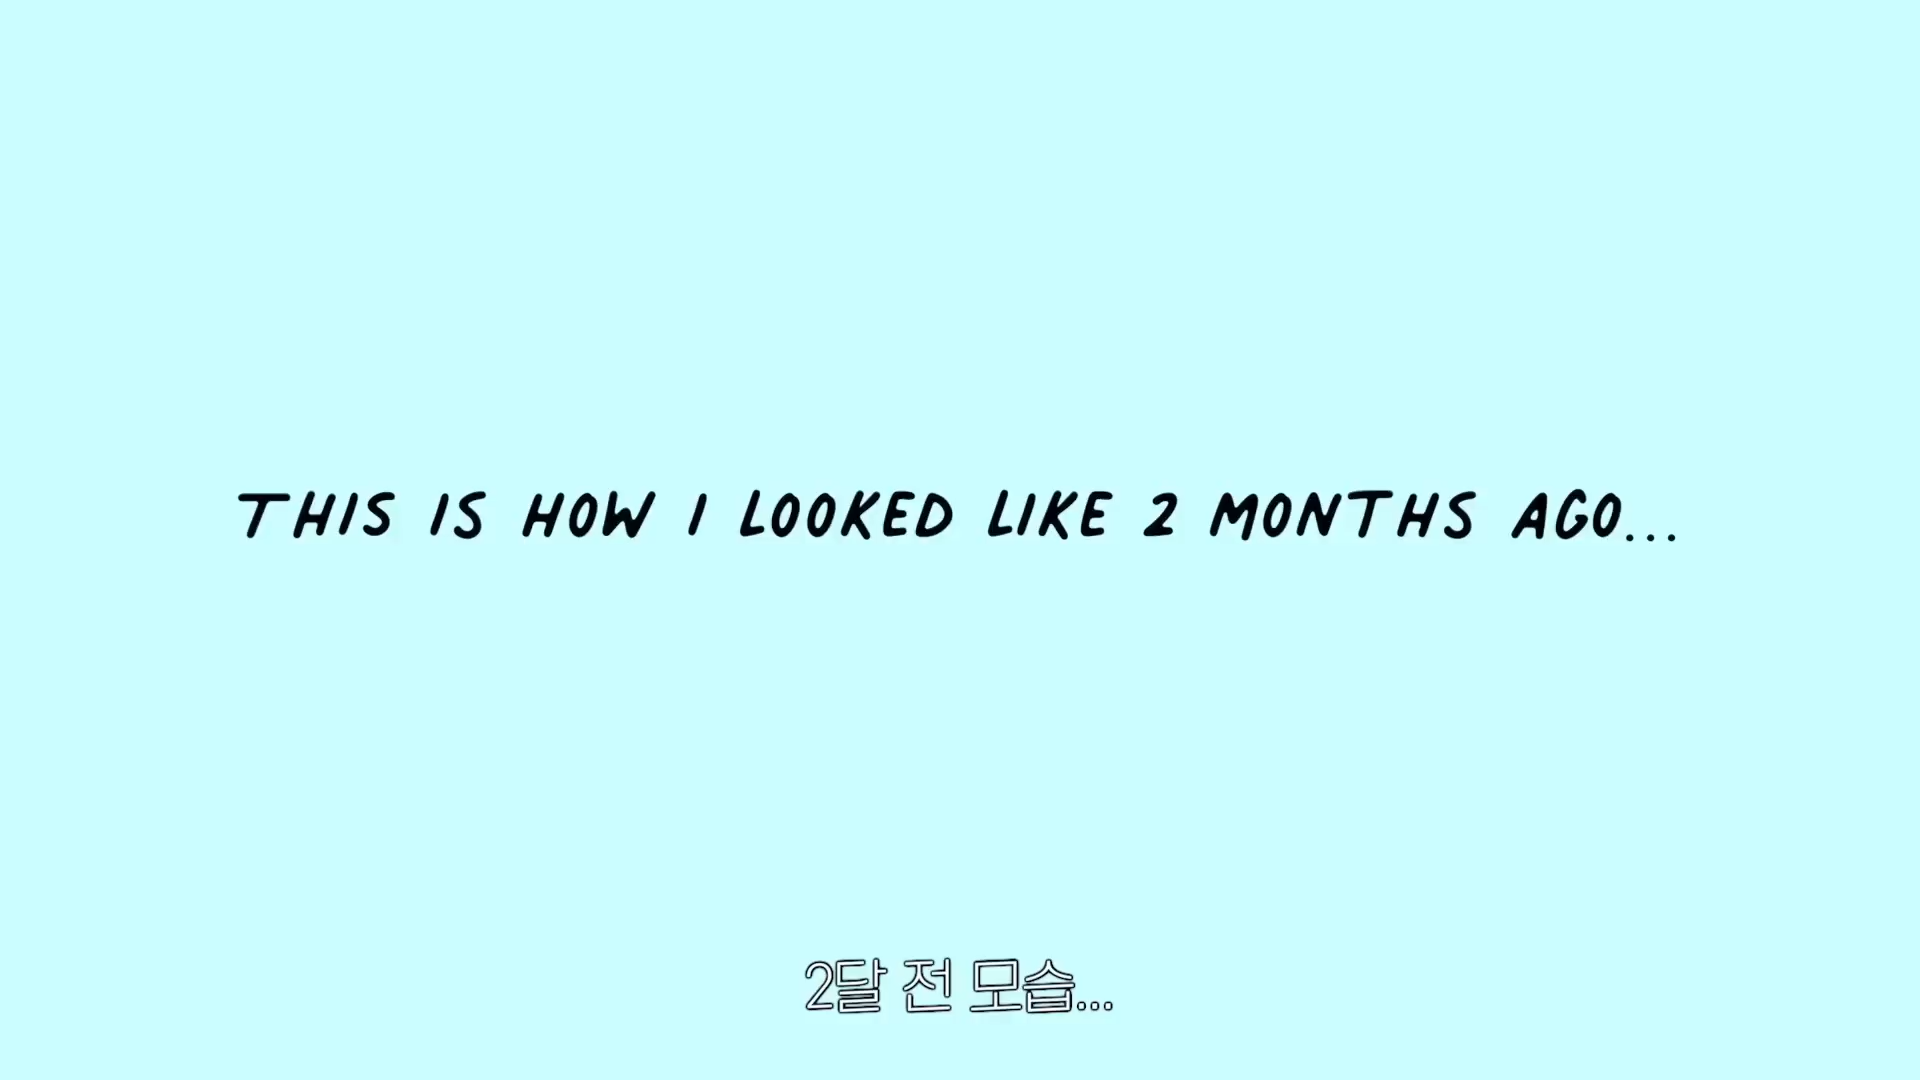 THIS IS HOW I LOOKED LIKE 2 MONTHS AGO...
2달 전 모습...